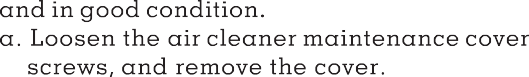 and in good condition.
a. Loosen the air cleaner maintenance cover
screws, and remove the cover.